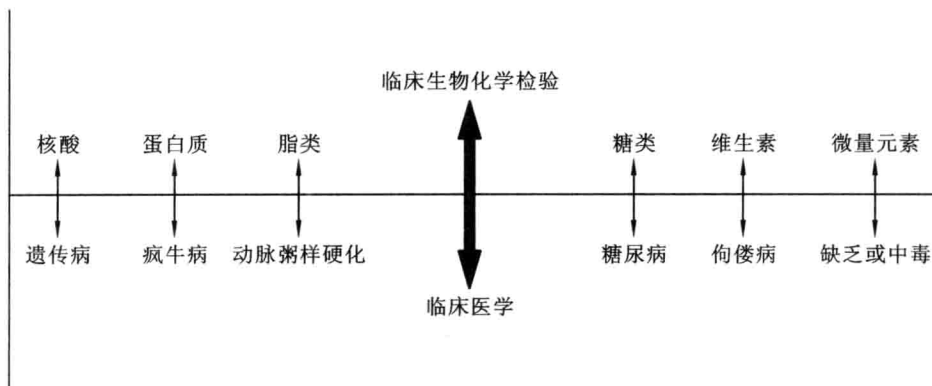 临床生物化学检验
核酸 蛋白质 脂类 糖类 维生素 微量元素
遗传病 疯牛病 动脉粥样硬化 糖尿病 佝偻病 缺乏或中毒
临床医学